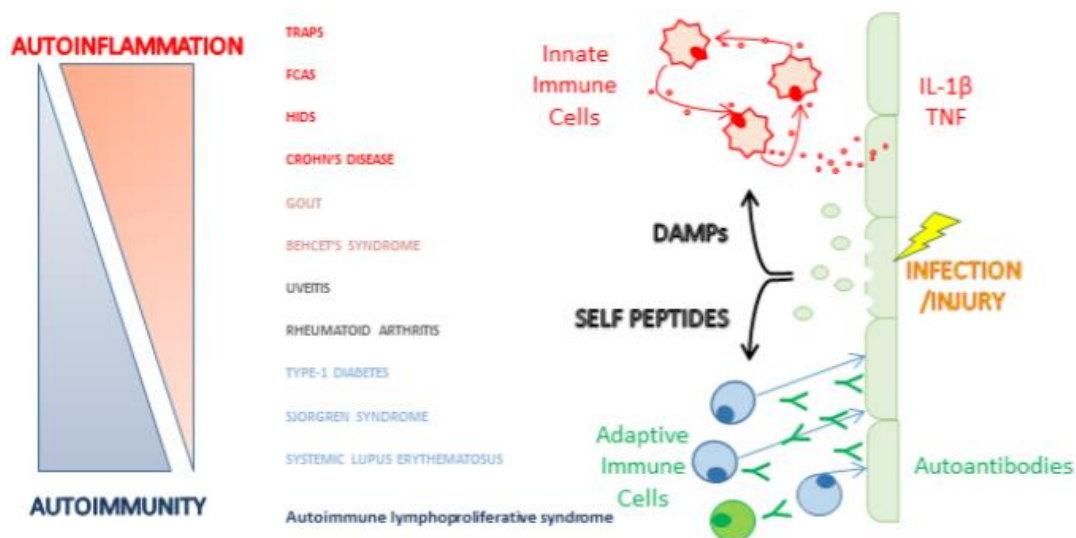 AUTOINFLAMMATION
AUTOIMMUNITY
TRAPS
FCAS
HIDS
CROHN'S DISEASE
GOUT
BEHCET'S SYNDROME
UVEITIS
RHEUMATOID ARTHRITIS
TYPE-1 DIABETES
SJORGREN SYNDROME
SYSTEMIC LUPUS ERYTHEMATOSUS
Autoimmune lymphoproliferative syndrome
Innate
Immune
Cells
IL-1β
TNF
DAMPs
SELF PEPTIDES
INFECTION
/INJURY
Adaptive
Immune
Cells
Autoantibodies